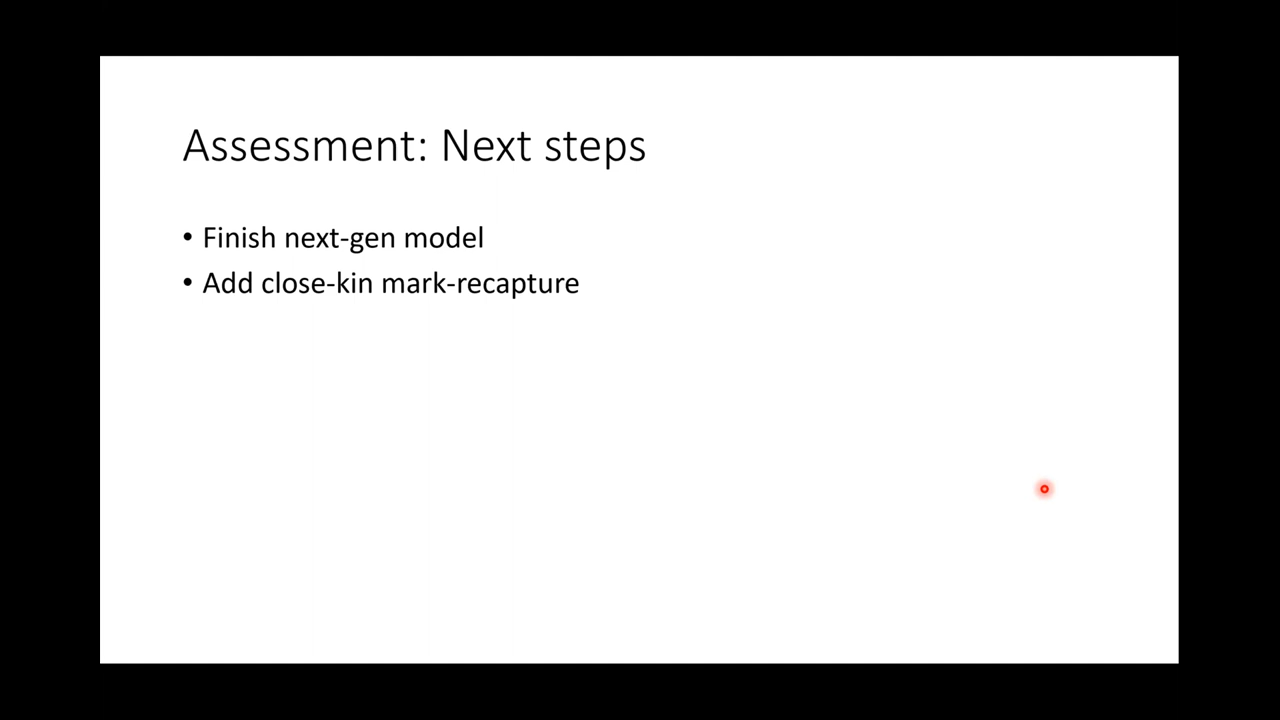 Assessment: Next steps
• Finish next-gen model
• Add close-kin mark-recapture